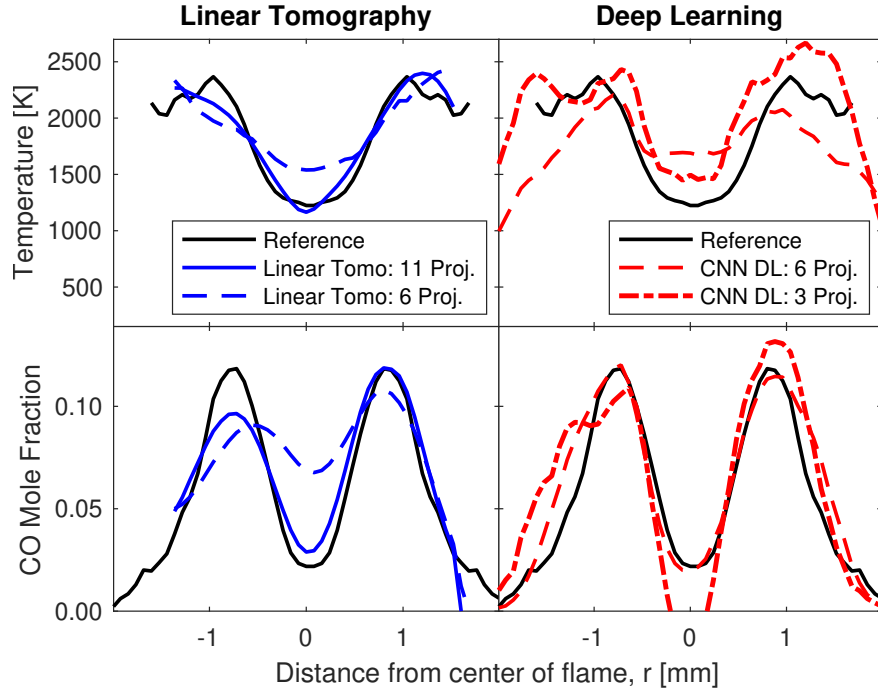 Linear Tomography
Deep Learning
Temperature [K]
2500
2000
1500
1000
500
Reference
Linear Tomo: 11 Proj.
Linear Tomo: 6 Proj.
Reference
CNN DL: 6 Proj.
CNN DL: 3 Proj.
CO Mole Fraction
0.10
0.05
0.00
-1 0 1
-1 0 1
Distance from center of flame, r [mm]